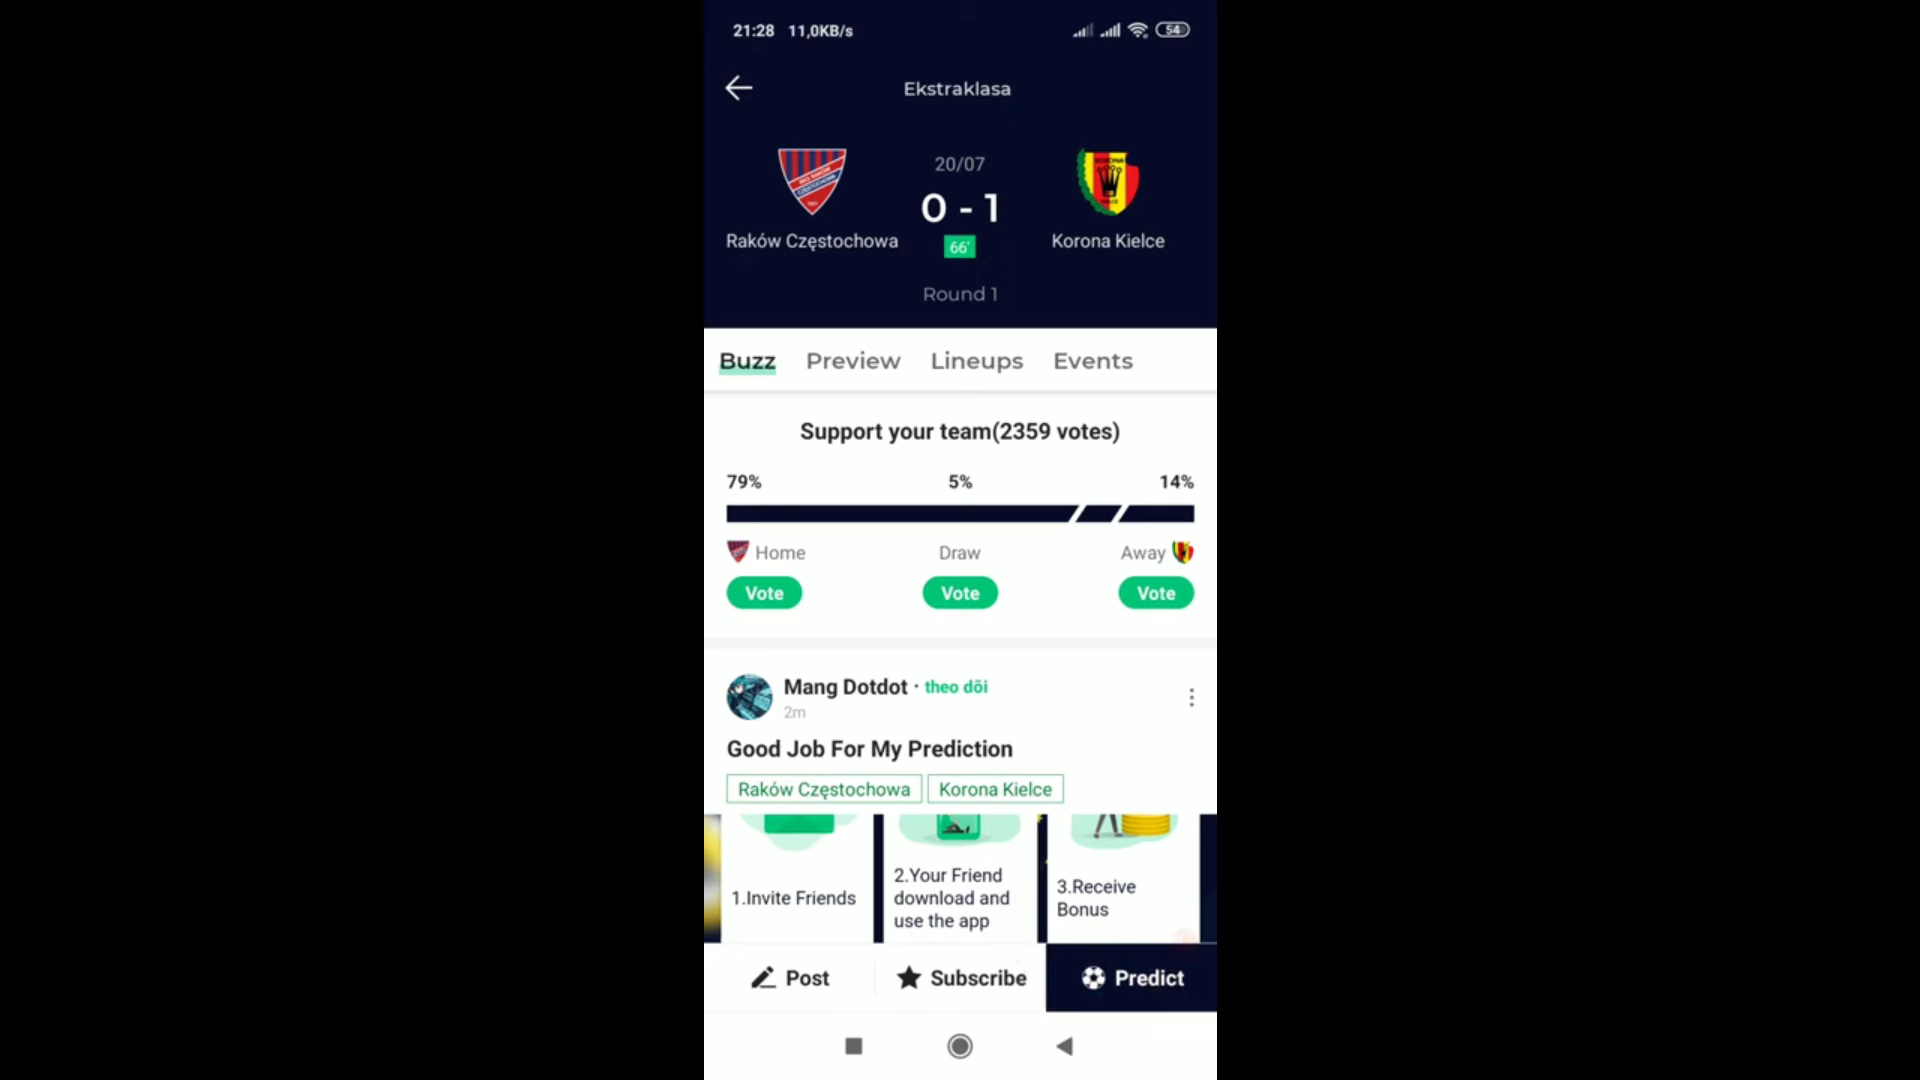 21:28 11,0KB/s 54
Ekstraklasa
20/07
0 - 1
Raków Częstochowa
66'
Korona Kielce
Round 1
Buzz Preview Lineups Events
Support your team(2359 votes)
79% 5% 14%
Home Draw Away
Vote Vote Vote
Mang Dotdot · theo dõi
2m
Good Job For My Prediction
Raków Częstochowa Korona Kielce
1.Invite Friends
2.Your Friend
download and
use the app
3.Receive
Bonus
Post Subscribe Predict